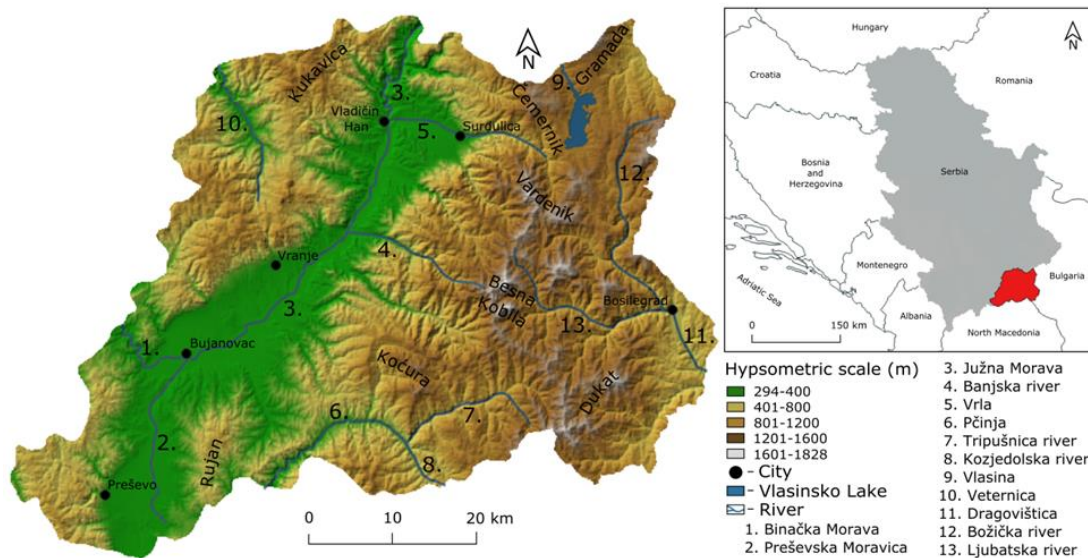 Kukavica
N
Gramada
9.
3.
Čemernik
10.
Vladičin
Han
5.
Surdulica
12.
Vardenik
4.
Vranje
Besna
Kobila
Bosilegrad
3.
13.
11.
1.
Bujanovac
Koćura
Dukat
6.
7.
2.
Rujan
8.
Preševo
0 10 20 km
Hungary
N
Croatia
Romania
Bosnia
and
Herzegovina
Serbia
Montenegro
Bulgaria
Adriatic Sea
Albania
0 150 km
North Macedonia
Hypsometric scale (m)
294-400
401-800
801-1200
1201-1600
1601-1828
- City
- Vlasinsko Lake
- River
1. Binačka Morava
2. Preševska Moravica
3. Južna Morava
4. Banjska river
5. Vrla
6. Pčinja
7. Tripušnica river
8. Kozjedolska river
9. Vlasina
10. Veternica
11. Dragovištica
12. Božička river
13. Ljubatska river